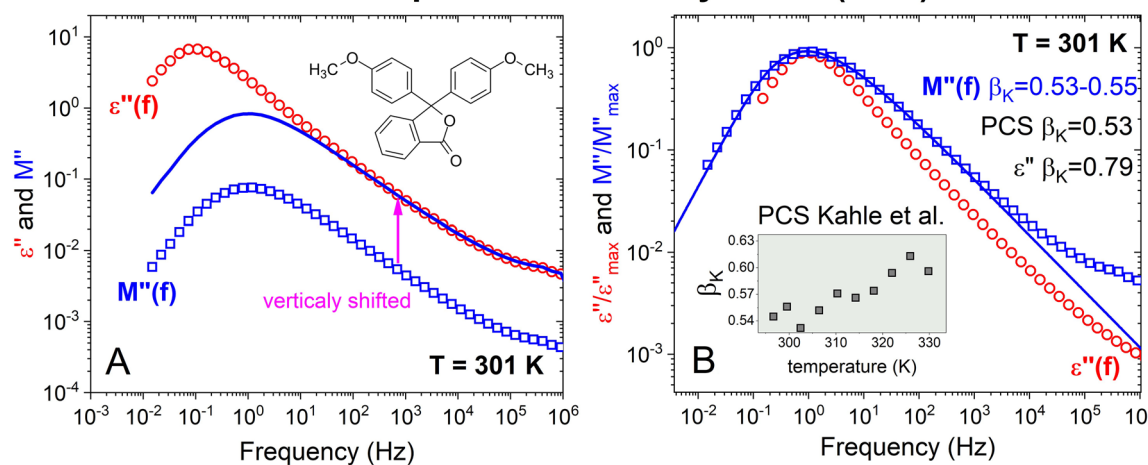 10¹
10⁰
10⁻¹
10⁻²
10⁻³
10⁻⁴
ε" and M"
ε"(f)
H₃C
O
O
CH₃
O
O
M"(f)
verticaly shifted
A
T = 301 K
10⁻³ 10⁻² 10⁻¹ 10⁰ 10¹ 10² 10³ 10⁴ 10⁵ 10⁶
Frequency (Hz)
10⁰
10⁻¹
10⁻²
10⁻³
ε"/ε"max and M"/M"max
T = 301 K
M"(f) βK=0.53-0.55
PCS βK=0.53
ε" βK=0.79
PCS Kahle et al.
0.63
0.60
0.57
0.54
βK
300 310 320 330
temperature (K)
B
ε"(f)
10⁻² 10⁻¹ 10⁰ 10¹ 10² 10³ 10⁴ 10⁵ 10
Frequency (Hz)